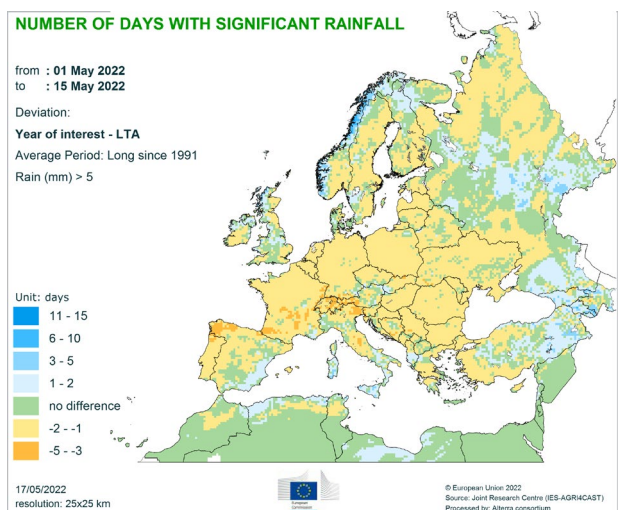 NUMBER OF DAYS WITH SIGNIFICANT RAINFALL
from : 01 May 2022
to : 15 May 2022
Deviation:
Year of interest - LTA
Average Period: Long since 1991
Rain (mm) > 5
Unit: days
11 - 15
6 - 10
3 - 5
1 - 2
no difference
-2 - -1
-5 - -3
17/05/2022
resolution: 25x25 km
European
Commission
© European Union 2022
Source: Joint Research Centre (IES-AGRI4CAST)
Processed by: Alterra consortium